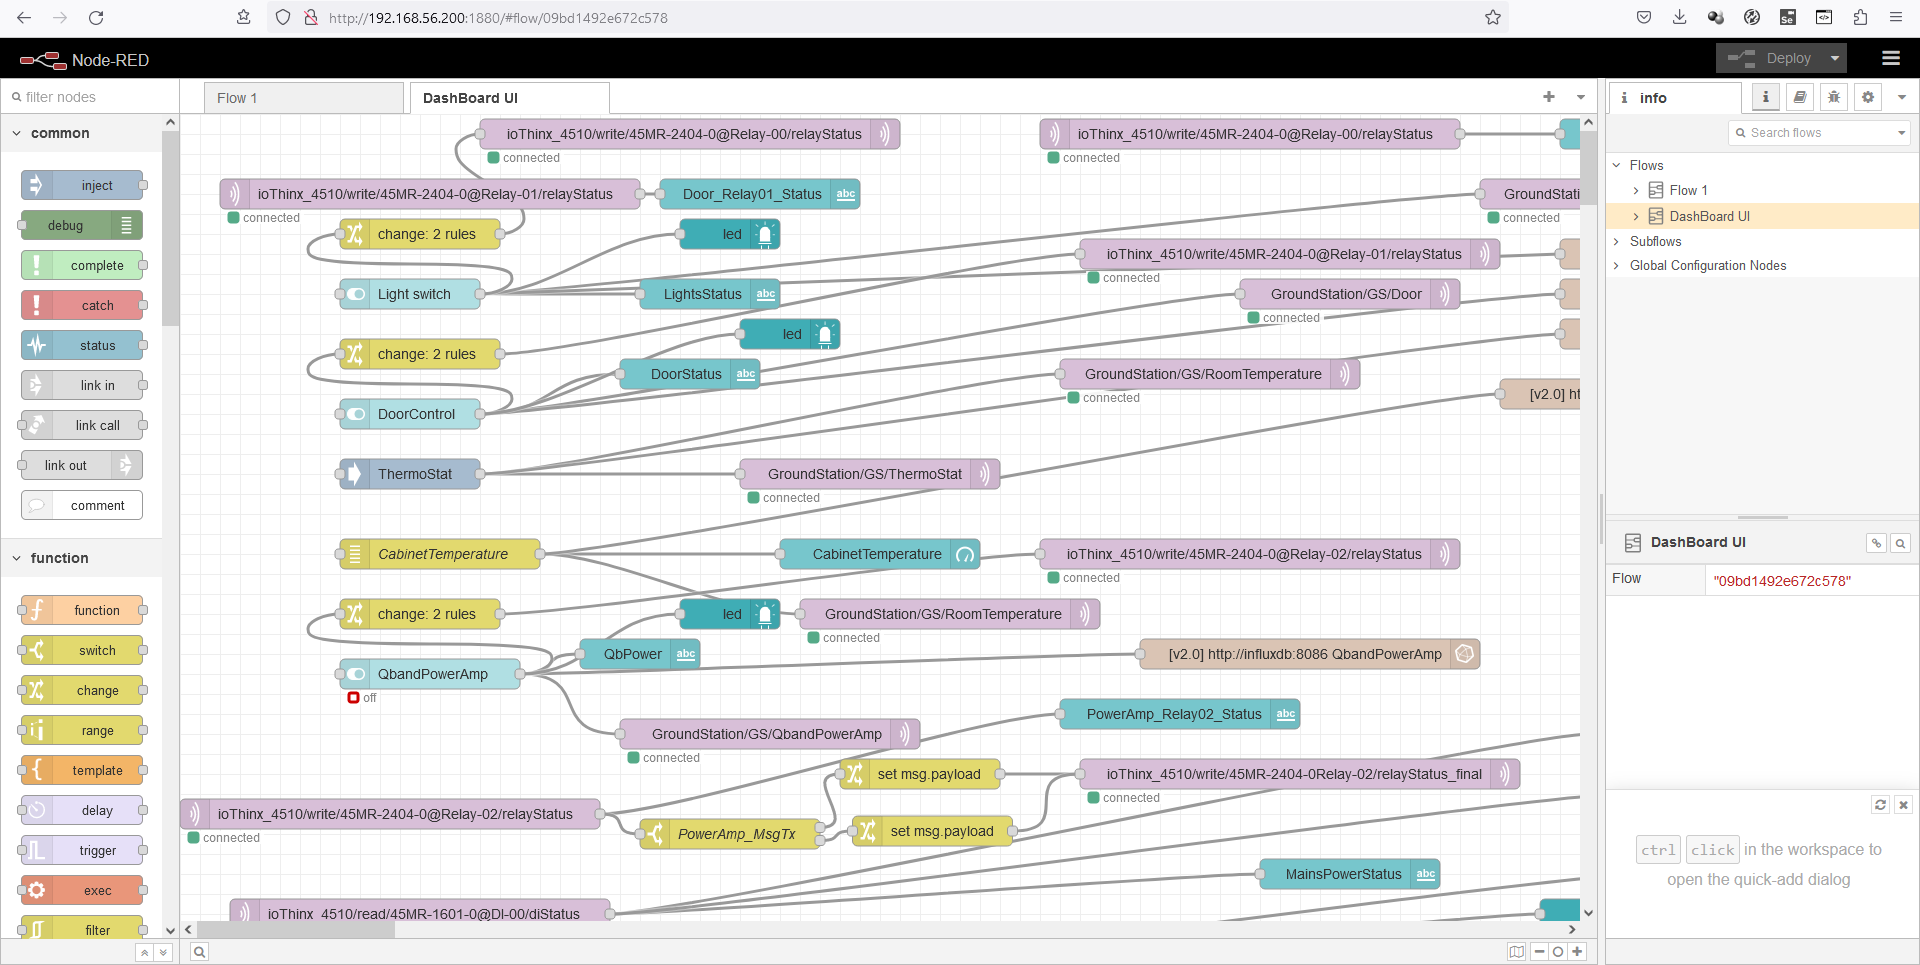 http://192.168.56.200:1880/#flow/09bd1492e672c578
Node-RED
Deploy
filter nodes
Flow 1
DashBoard UI
info
common
inject
debug
complete
catch
status
link in
link call
link out
comment
function
function
switch
change
range
template
delay
trigger
exec
filter
ioThinx_4510/write/45MR-2404-0@Relay-00/relayStatus
connected
ioThinx_4510/write/45MR-2404-0@Relay-00/relayStatus
connected
ioThinx_4510/write/45MR-2404-0@Relay-01/relayStatus
connected
Door_Relay01_Status
abc
GroundStati
connected
change: 2 rules
led
ioThinx_4510/write/45MR-2404-0@Relay-01/relayStatus
connected
Light switch
LightsStatus
abc
GroundStation/GS/Door
connected
led
change: 2 rules
DoorStatus
abc
GroundStation/GS/RoomTemperature
connected
[v2.0] ht
DoorControl
ThermoStat
GroundStation/GS/ThermoStat
connected
CabinetTemperature
CabinetTemperature
ioThinx_4510/write/45MR-2404-0@Relay-02/relayStatus
connected
change: 2 rules
led
GroundStation/GS/RoomTemperature
connected
QbPower
abc
[v2.0] http://influxdb:8086 QbandPowerAmp
QbandPowerAmp
off
PowerAmp_Relay02_Status
abc
GroundStation/GS/QbandPowerAmp
connected
set msg.payload
ioThinx_4510/write/45MR-2404-0Relay-02/relayStatus_final
connected
ioThinx_4510/write/45MR-2404-0@Relay-02/relayStatus
connected
PowerAmp_MsgTx
set msg.payload
MainsPowerStatus
abc
ioThinx_4510/read/45MR-1601-0@DI-00/diStatus
Search flows
Flows
Flow 1
DashBoard UI
Subflows
Global Configuration Nodes
DashBoard UI
Flow
"09bd1492e672c578"
ctrl click in the workspace to
open the quick-add dialog